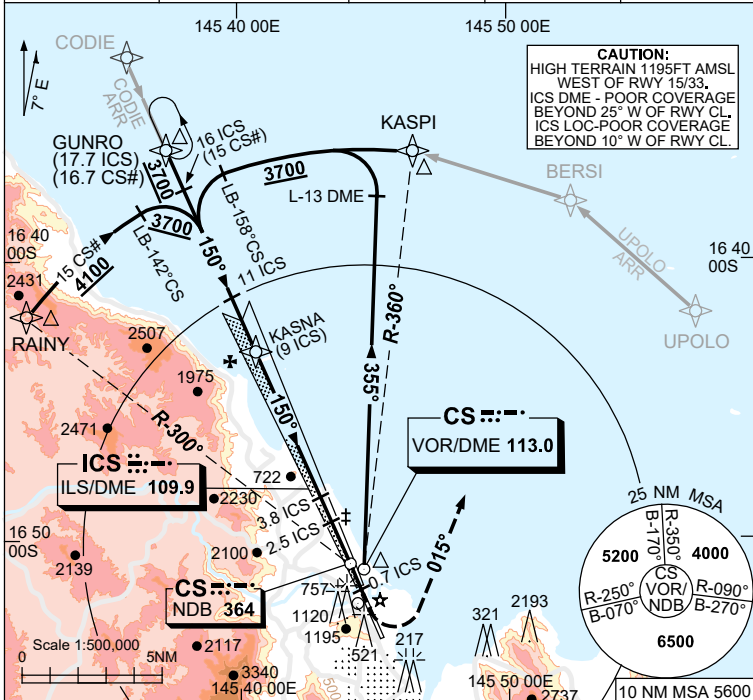 145 40 00E
145 50 00E
CODIE
CODIE
ARR
7° E
CAUTION:
HIGH TERRAIN 1195FT AMSL
WEST OF RWY 15/33.
ICS DME - POOR COVERAGE
BEYOND 25° W OF RWY CL.
ICS LOC-POOR COVERAGE
BEYOND 10° W OF RWY CL.
GUNRO
(17.7 ICS)
(16.7 CS#)
16 ICS
(15 CS#)
KASPI
3700
3700
3700
L-13 DME
BERSI
UPOLO
ARR
UPOLO
LB-158°CS
LB-142°CS
150°
11 ICS
15 CS#
4100
16 40
00S
16 40
00S
2431
RAINY
2507
KASNA
(9 ICS)
R-360°
355°
1975
150°
R-300°
2471
CS
VOR/DME 113.0
ICS
ILS/DME 109.9
722
2230
3.8 ICS
2.5 ICS
015°
16 50
00S
2139
2100
0.7 ICS
CS
NDB 364
757
1120
1195
521
217
321
2193
2117
3340
2737
500
Scale 1:500,000
0
5NM
145 40 00E
145 50 00E
25 NM MSA
B-170°
R-350°
5200
4000
CS
VOR/
NDB
R-250°
B-070°
R-090°
B-270°
6500
10 NM MSA 5600